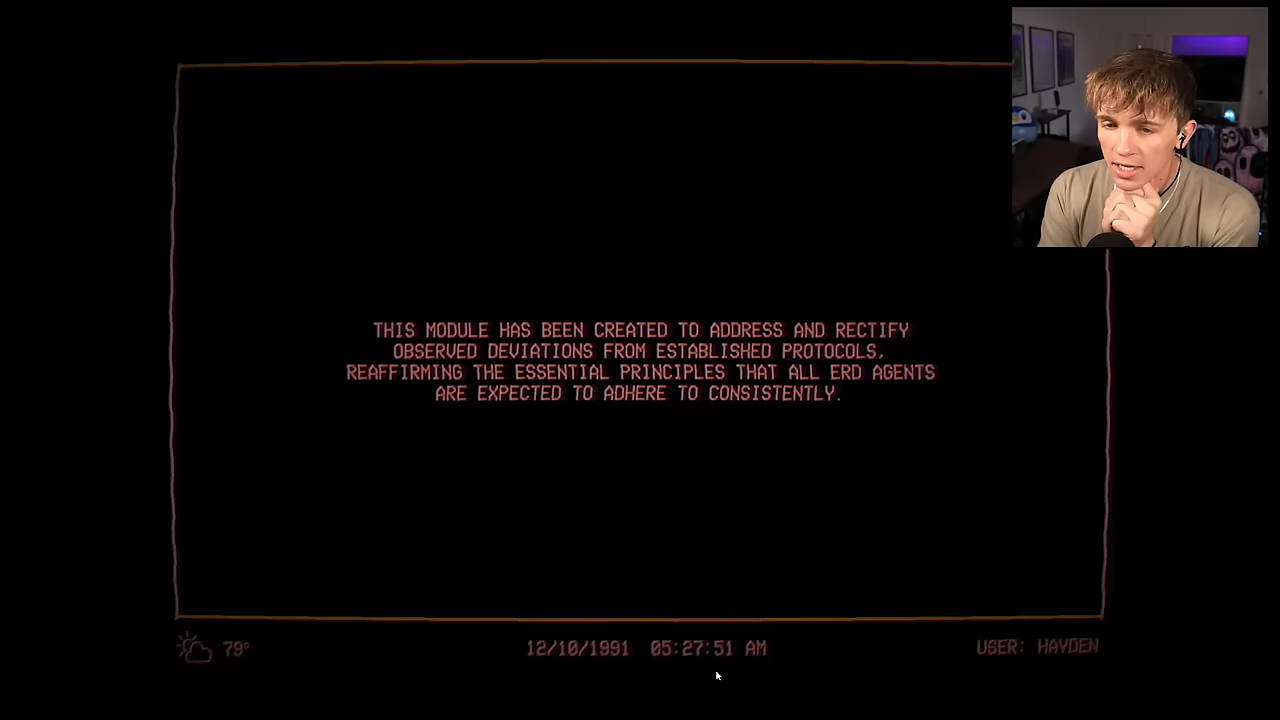 THIS MODULE HAS BEEN CREATED TO ADDRESS AND RECTIFY
OBSERVED DEVIATIONS FROM ESTABLISHED PROTOCOLS,
REAFFIRMING THE ESSENTIAL PRINCIPLES THAT ALL ERD AGENTS
ARE EXPECTED TO ADHERE TO CONSISTENTLY.
79° 12/10/1991 05:27:51 AM USER: HAYDEN